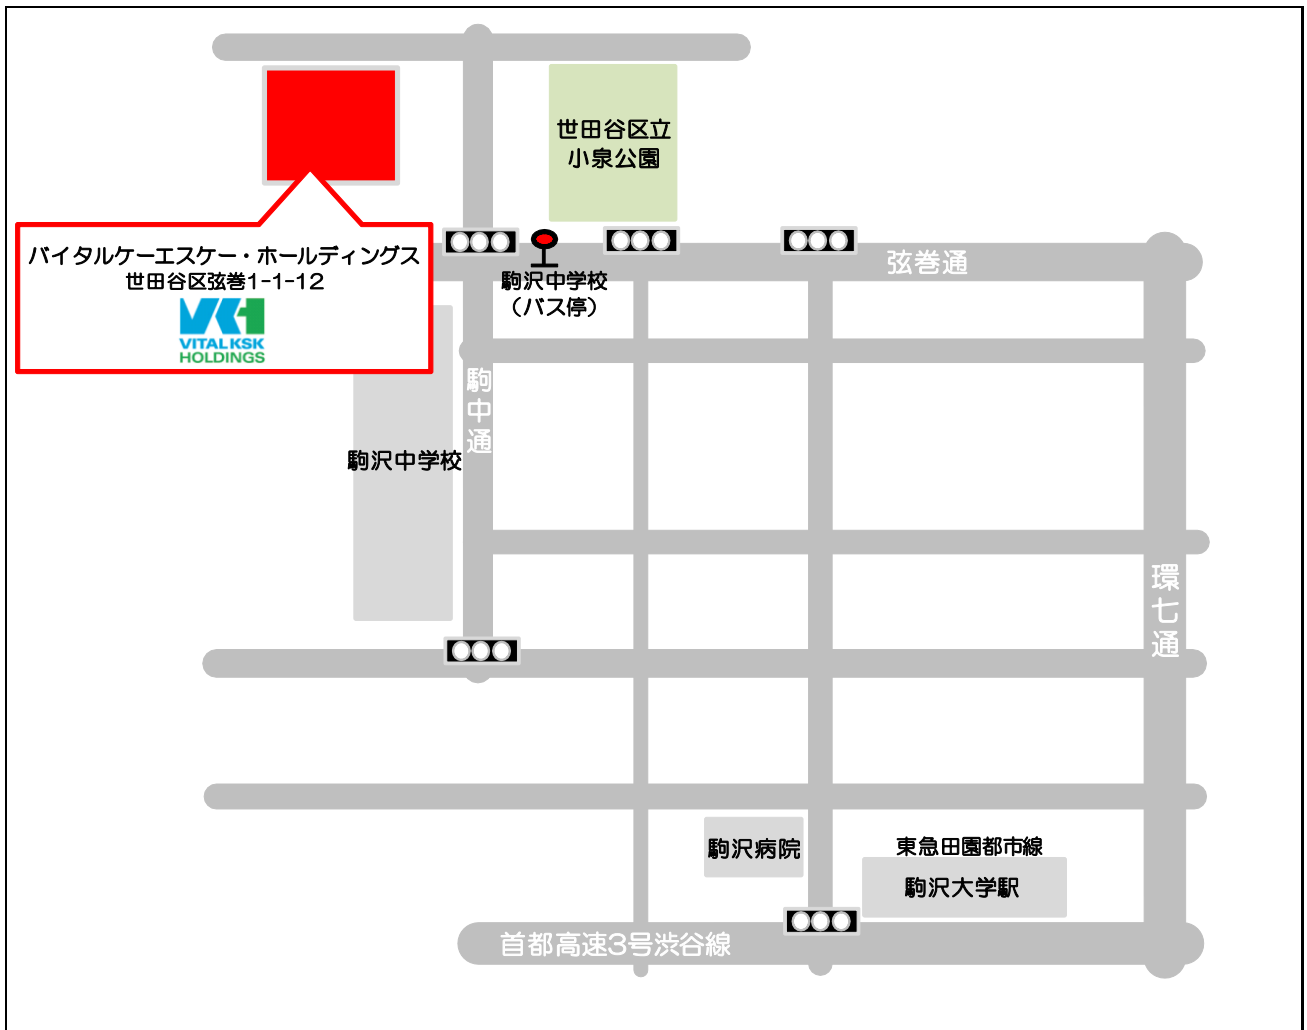 世田谷区立
小泉公園
バイタルケーエスケー・ホールディングス
世田谷区弦巻1-1-12
VITAL KSK
HOLDINGS
駒沢中学校
（バス停）
弦巻通
駒中通
駒沢中学校
環七通
駒沢病院
東急田園都市線
駒沢大学駅
首都高速3号渋谷線